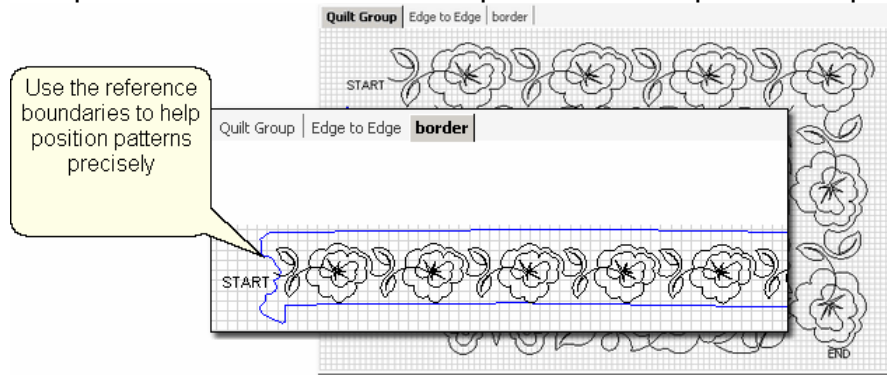 Quilt Group Edge to Edge border
START
Use the reference
boundaries to help
position patterns
precisely
Quilt Group Edge to Edge border
START
END